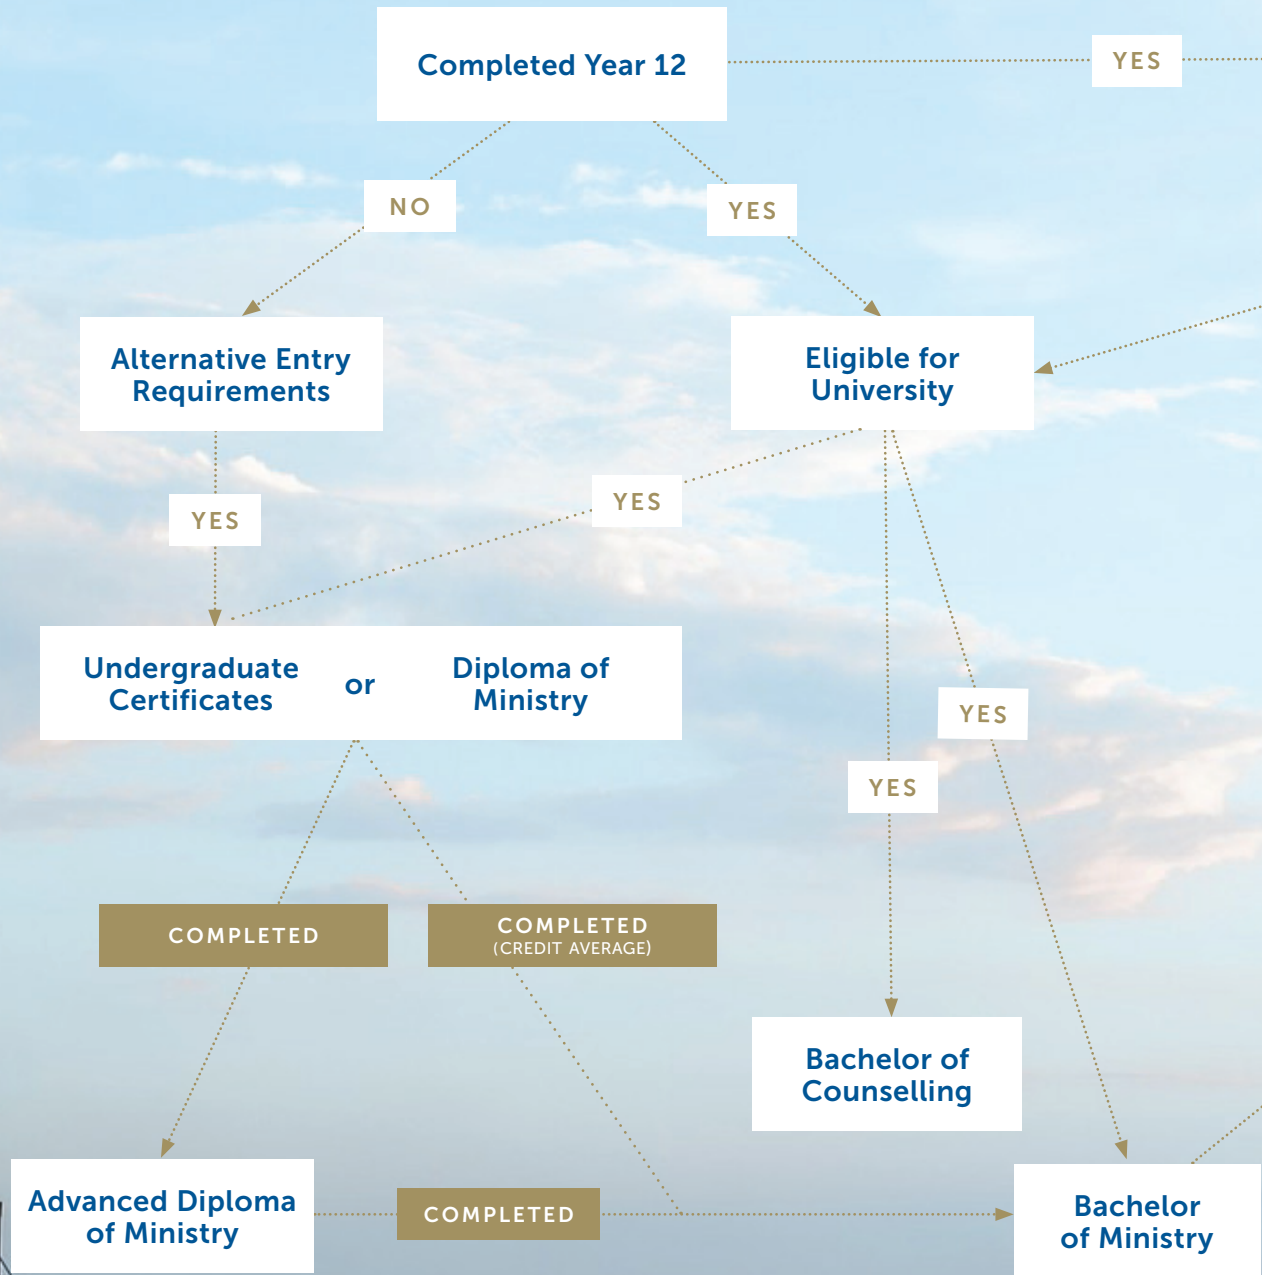 Completed Year 12
YES
NO
YES
Alternative Entry
Requirements
Eligible for
University
YES
YES
Undergraduate
Certificates
or
Diploma of
Ministry
YES
YES
COMPLETED
COMPLETED
(CREDIT AVERAGE)
Bachelor of
Counselling
Advanced Diploma
of Ministry
COMPLETED
Bachelor
of Ministry